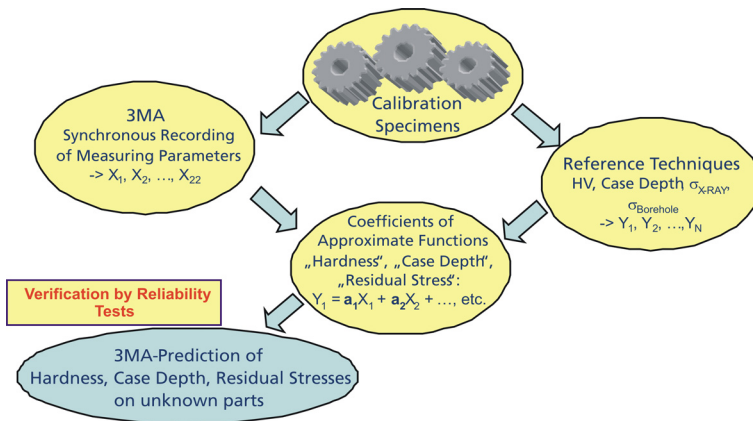 Calibration
Specimens
3MA
Synchronous Recording
of Measuring Parameters
-> X₁, X₂, ..., X₂₂
Reference Techniques
HV, Case Depth, σX-RAY,
σBorehole
-> Y₁, Y₂, ...,Yₙ
Coefficients of
Approximate Functions
„Hardness“, „Case Depth“,
„Residual Stress“:
Y₁ = a₁X₁ + a₂X₂ + ..., etc.
Verification by Reliability
Tests
3MA-Prediction of
Hardness, Case Depth, Residual Stresses
on unknown parts